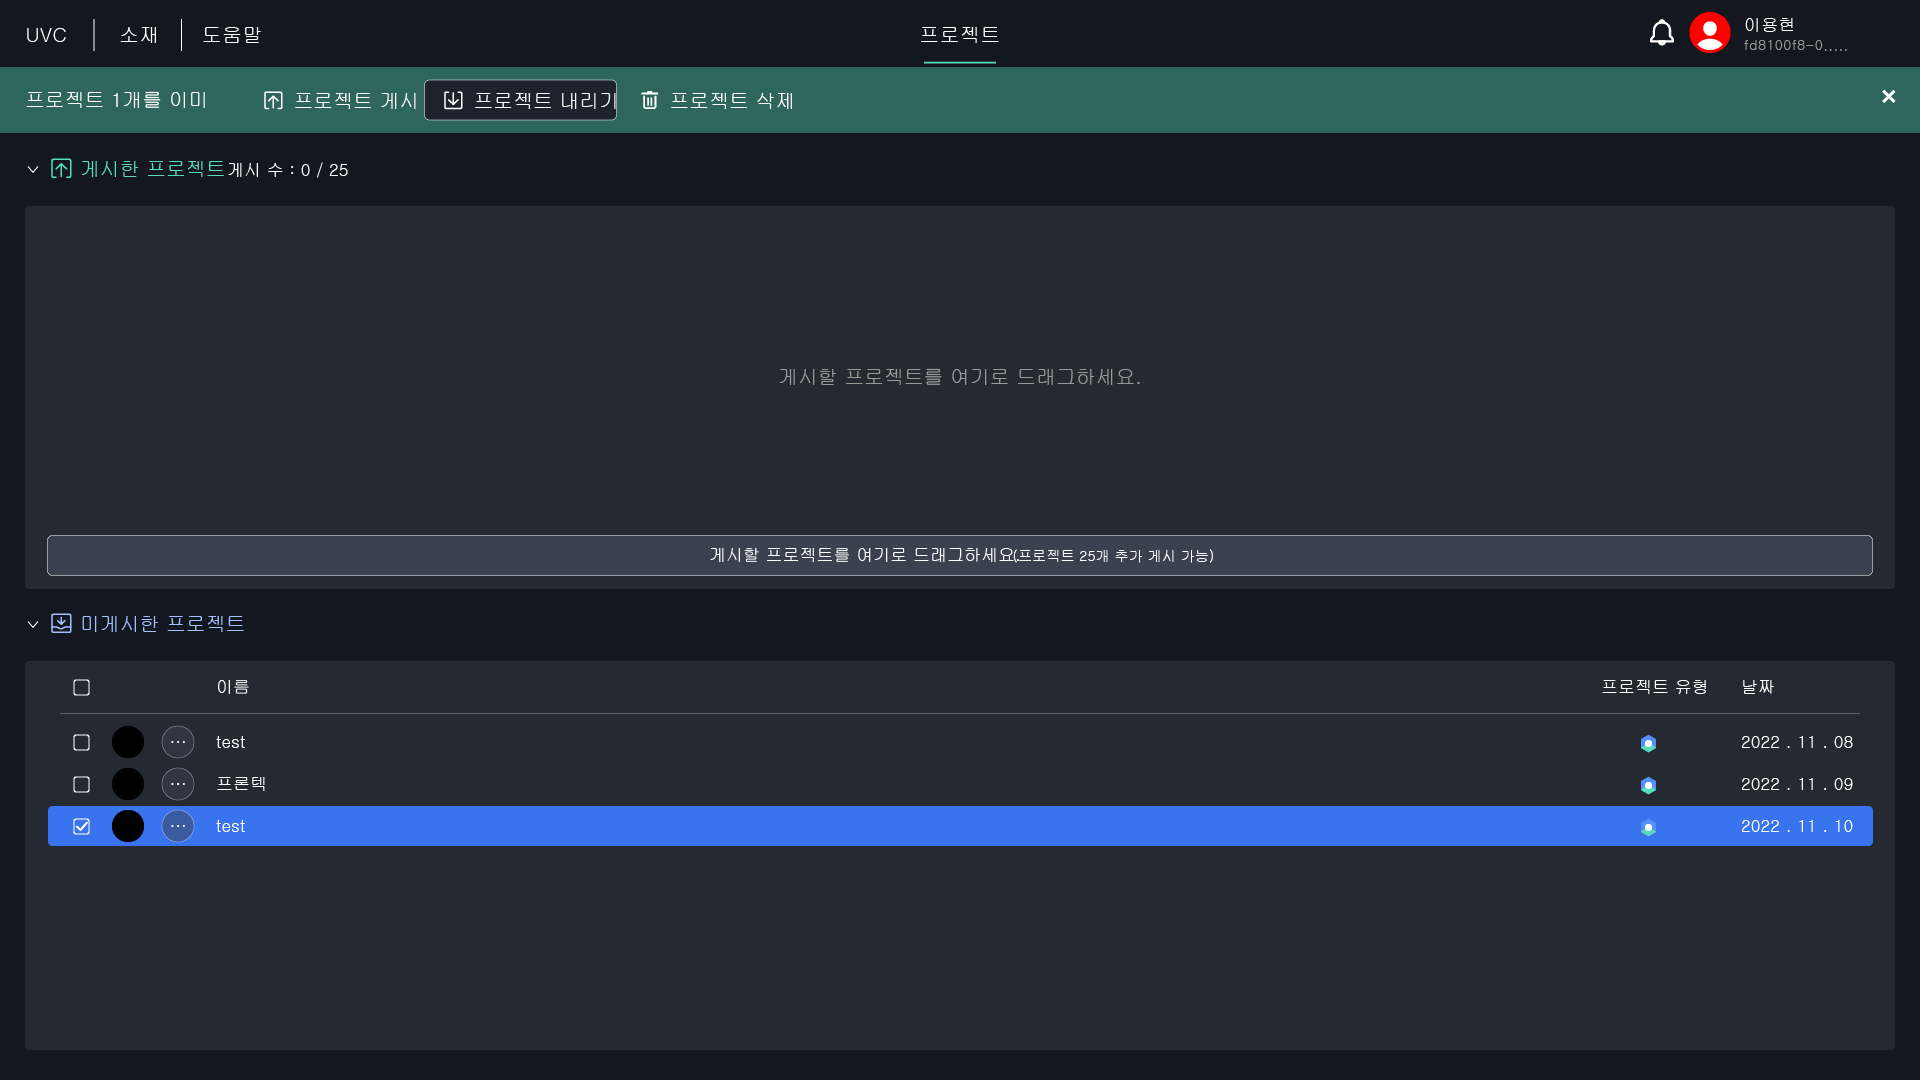 UVC 소재 도움말 프로젝트 이용현
fd8100f8-0.....
프로젝트 1개를 이미 프로젝트 게시 프로젝트 내리기 프로젝트 삭제
게시한 프로젝트 게시 수 : 0 / 25
게시할 프로젝트를 여기로 드래그하세요.
게시할 프로젝트를 여기로 드래그하세요(프로젝트 25개 추가 게시 가능)
미게시한 프로젝트
이름 프로젝트 유형 날짜
test 2022 . 11 . 08
프론텍 2022 . 11 . 09
test 2022 . 11 . 10